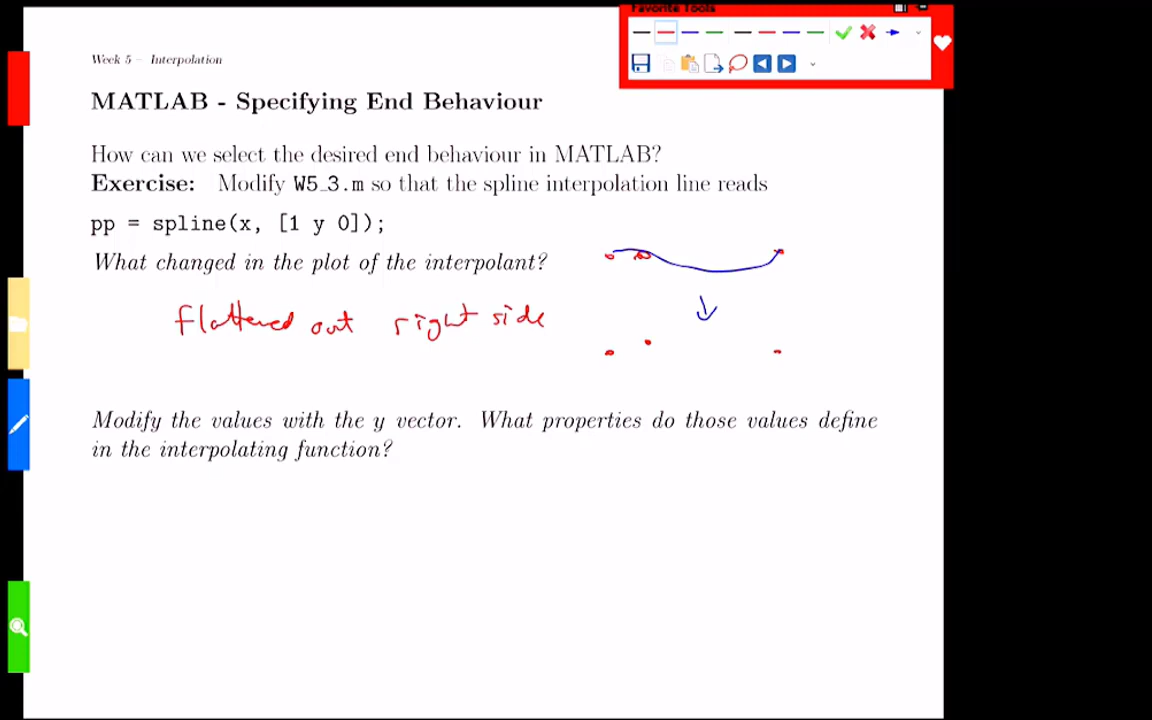 Favorite Tools
Week 5 – Interpolation
MATLAB - Specifying End Behaviour
How can we select the desired end behaviour in MATLAB?
Exercise: Modify W5_3.m so that the spline interpolation line reads
pp = spline(x, [1 y 0]);
What changed in the plot of the interpolant?
flattened out right side
Modify the values with the y vector. What properties do those values define
in the interpolating function?